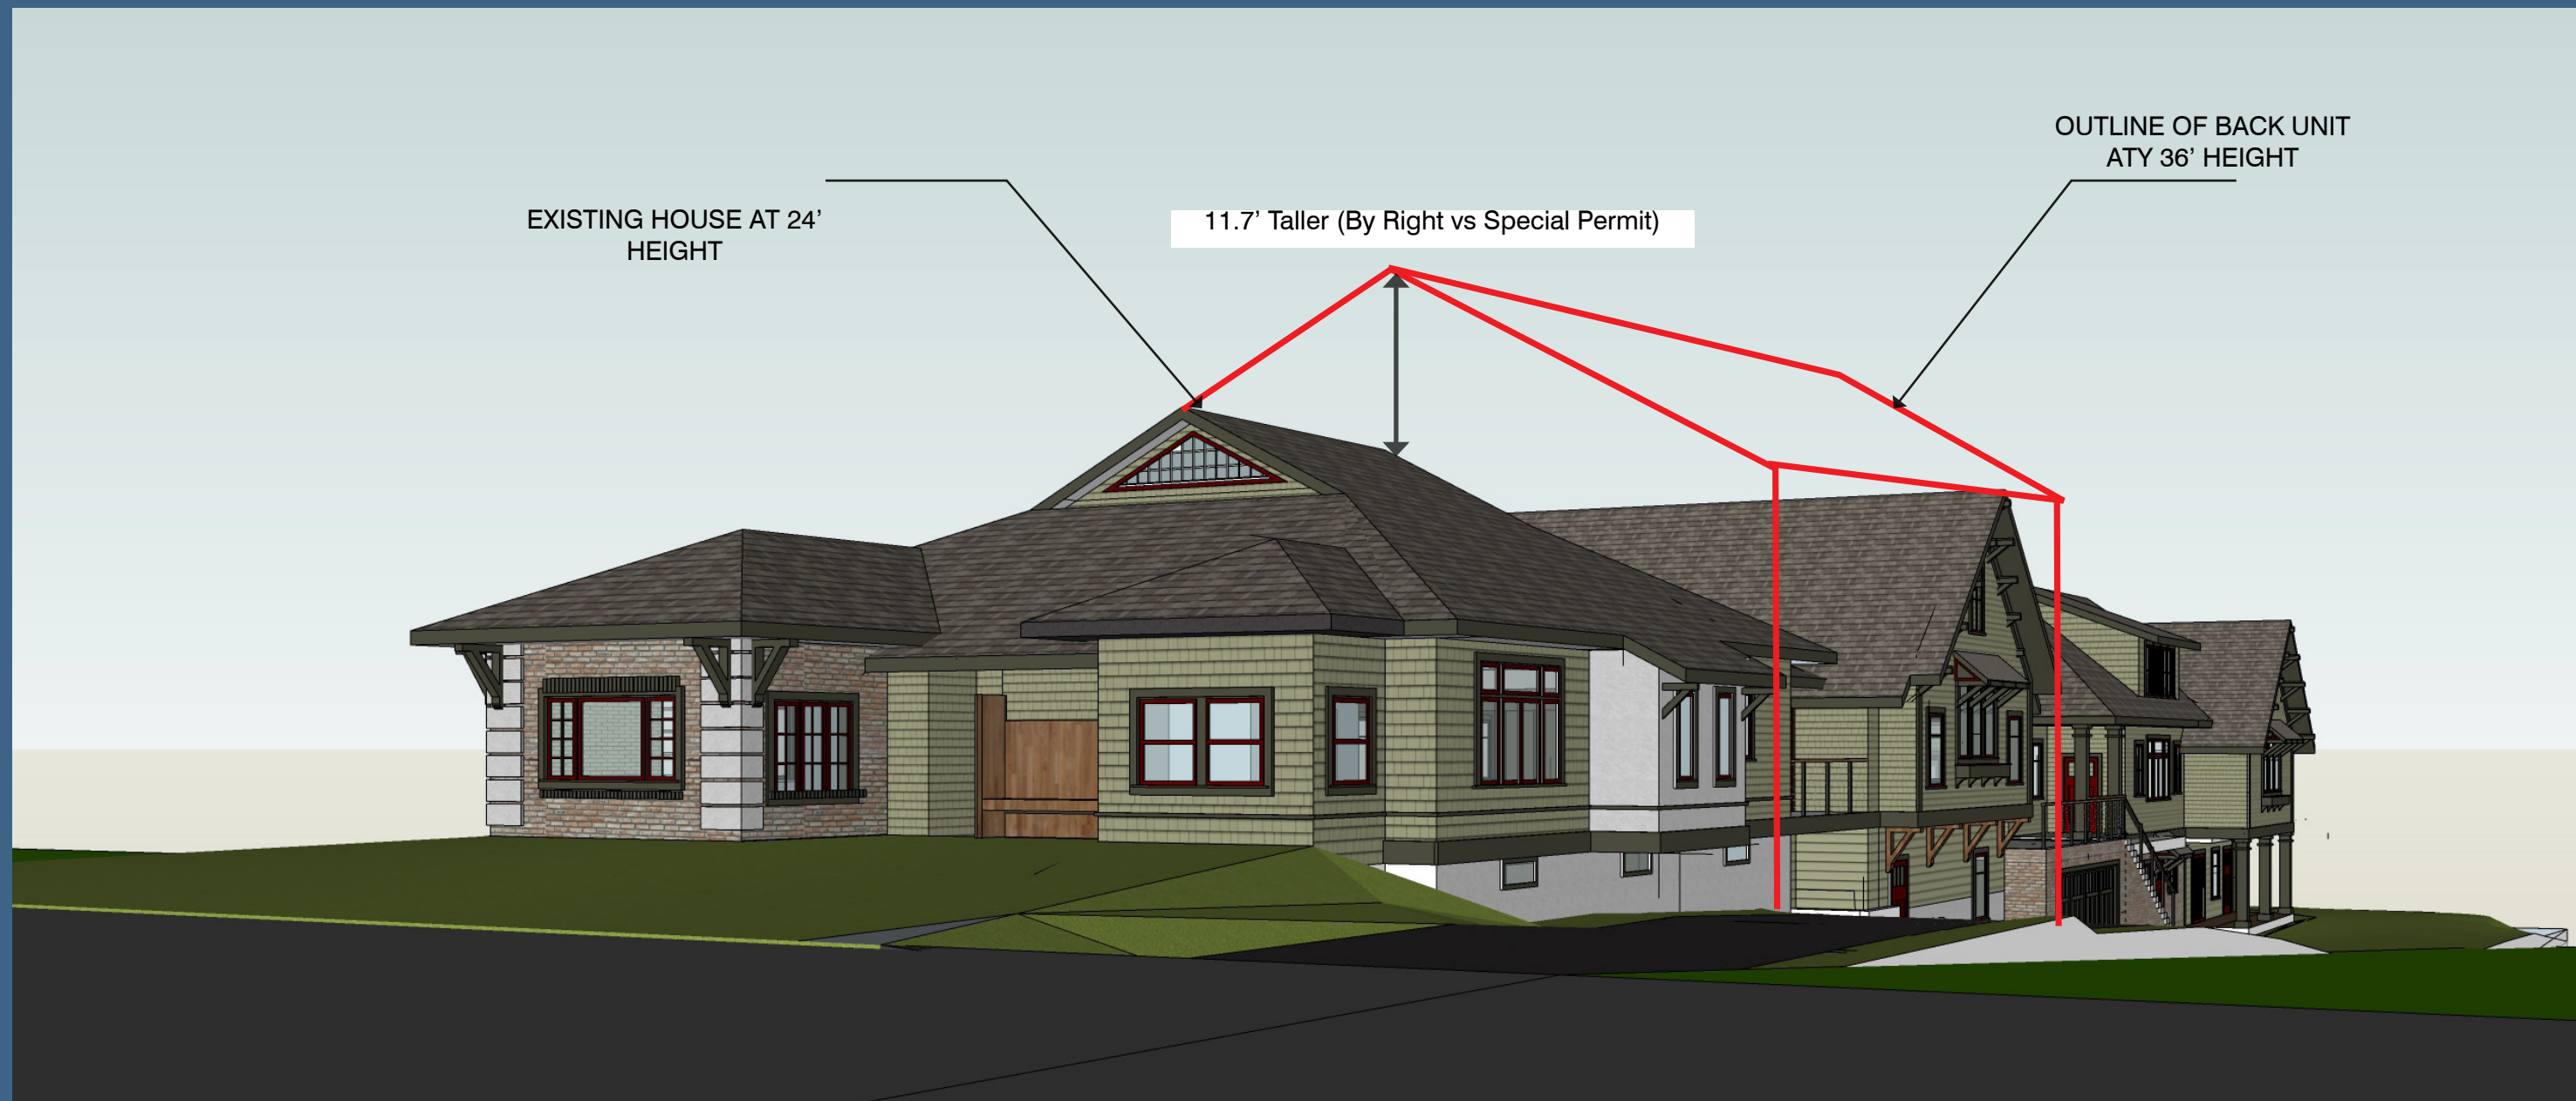 EXISTING HOUSE AT 24’
HEIGHT
11.7’ Taller (By Right vs Special Permit)
OUTLINE OF BACK UNIT
ATY 36’ HEIGHT